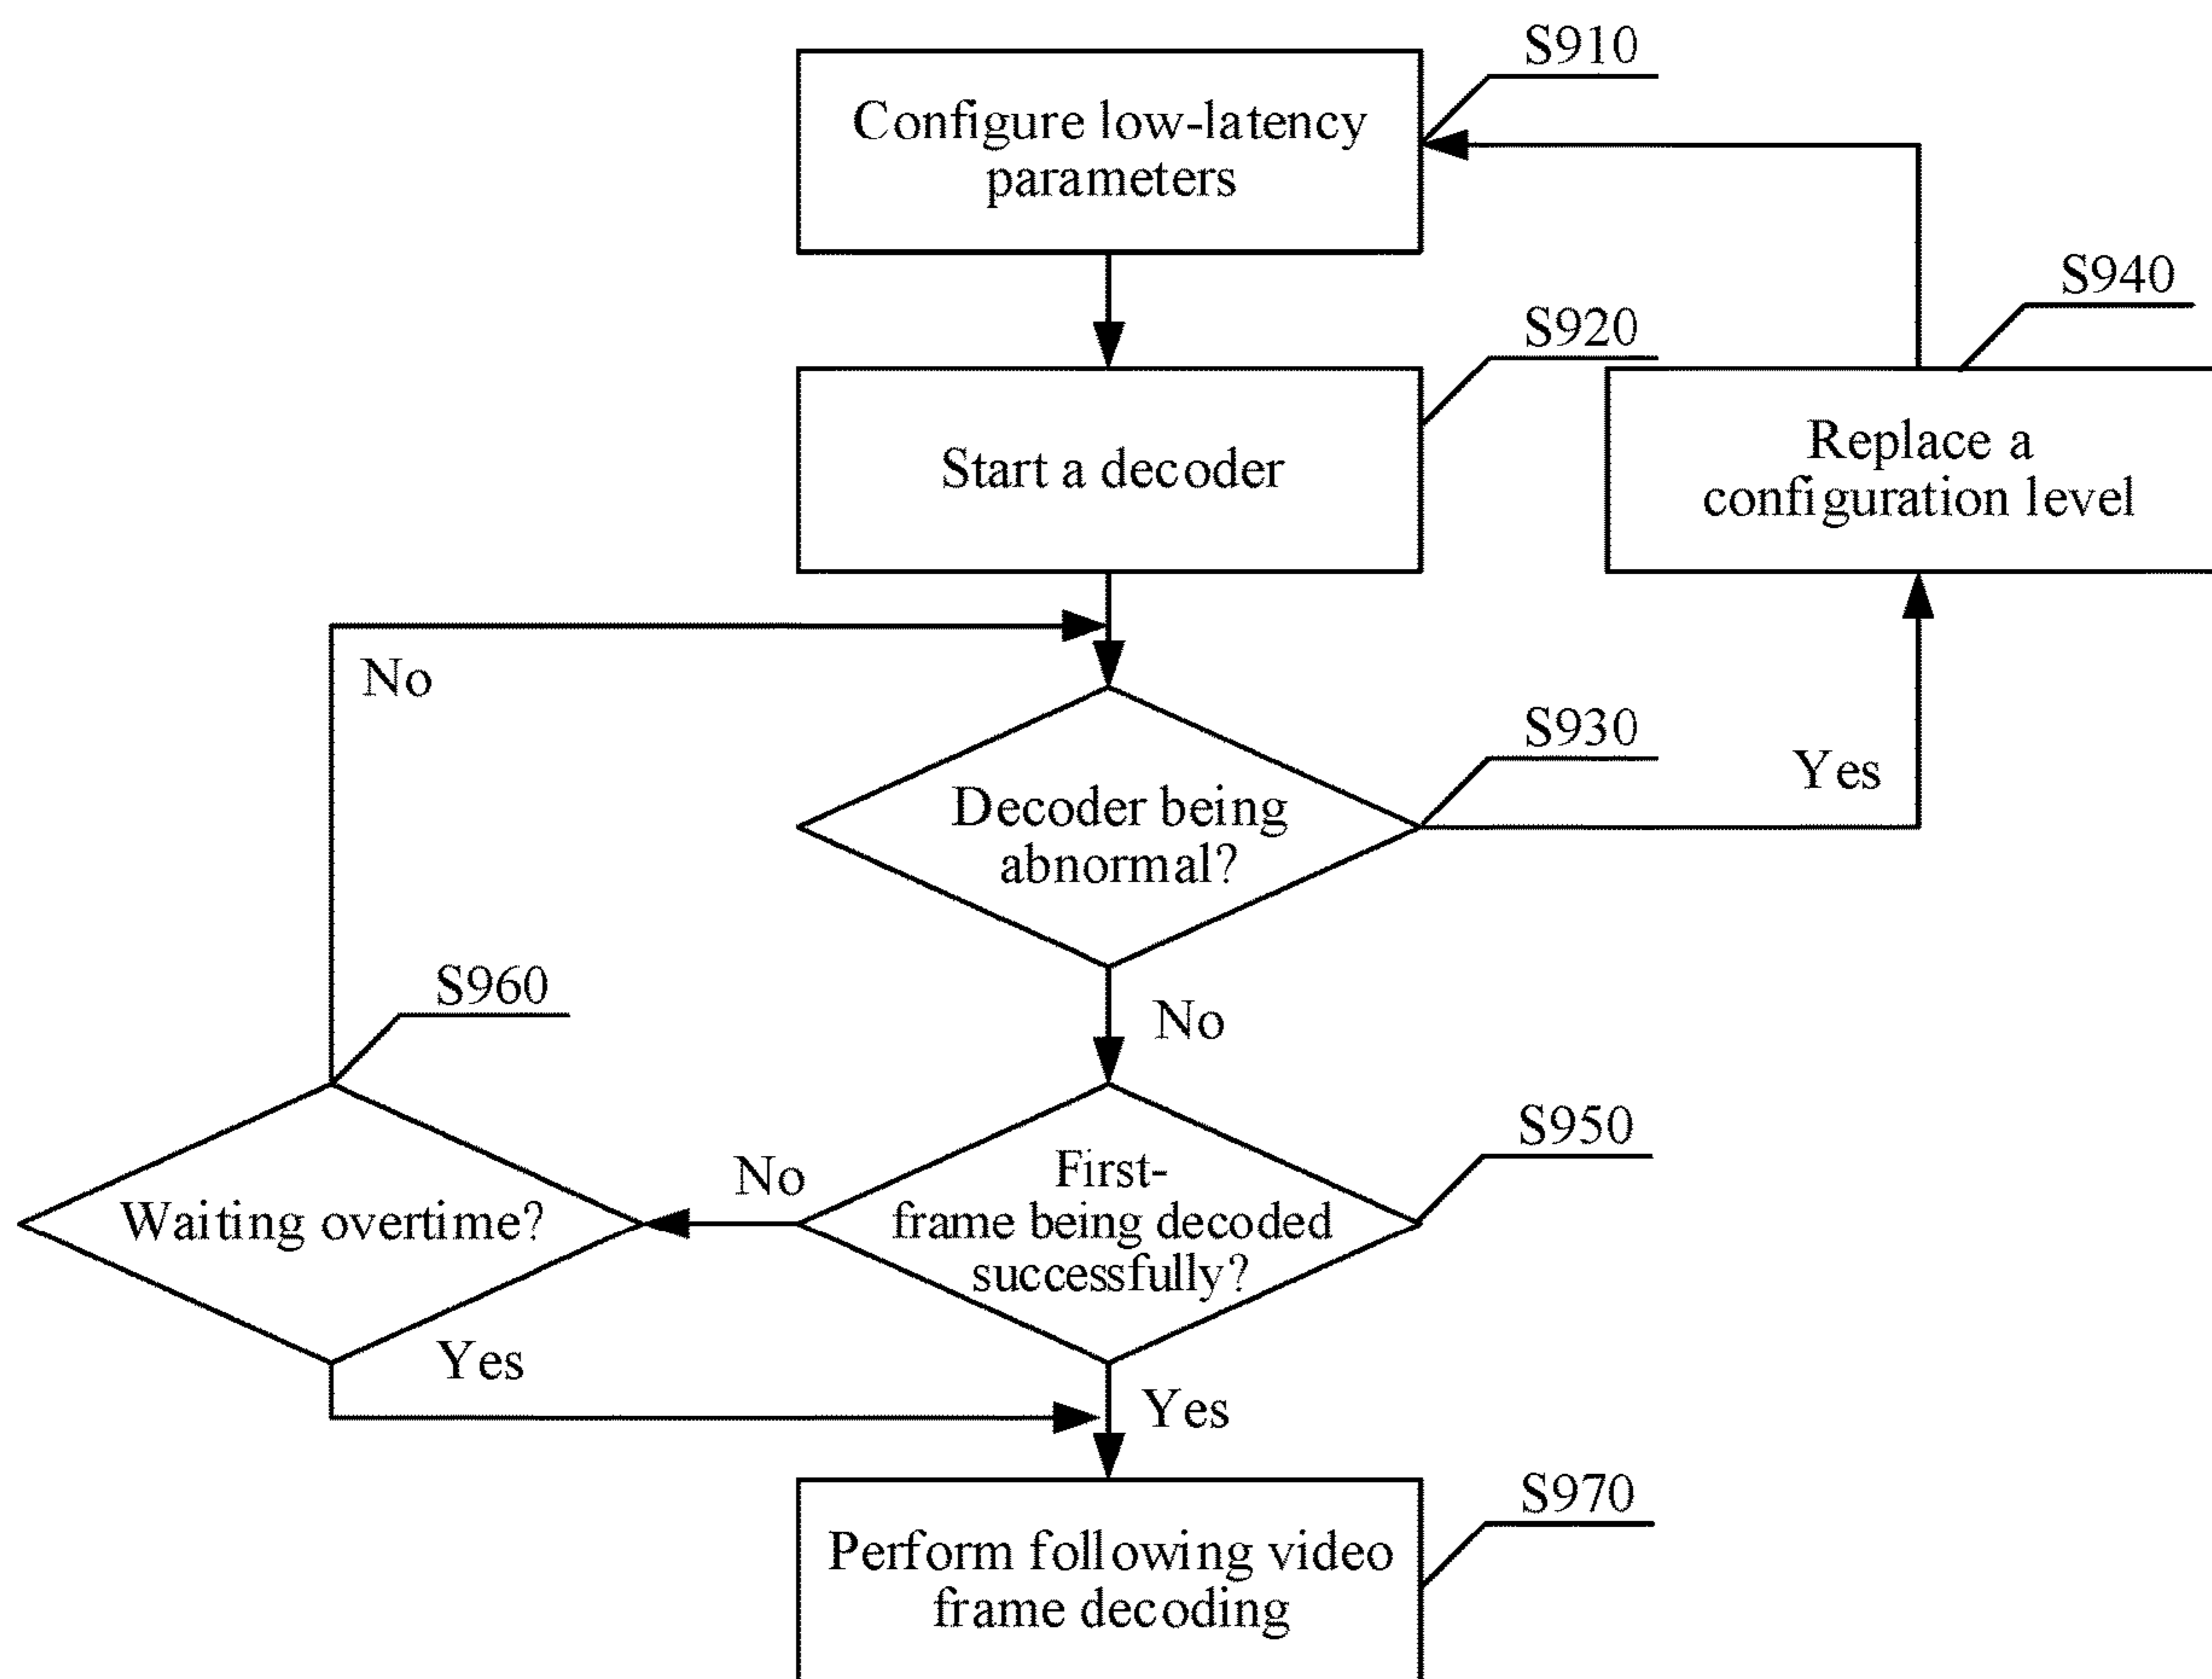 S910
Configure low-latency
parameters
S940
S920
Start a decoder
Replace a
configuration level
No
S930
Yes
Decoder being
abnormal?
S960
No
S950
No
First-
frame being decoded
successfully?
Waiting overtime?
Yes
Yes
S970
Perform following video
frame decoding